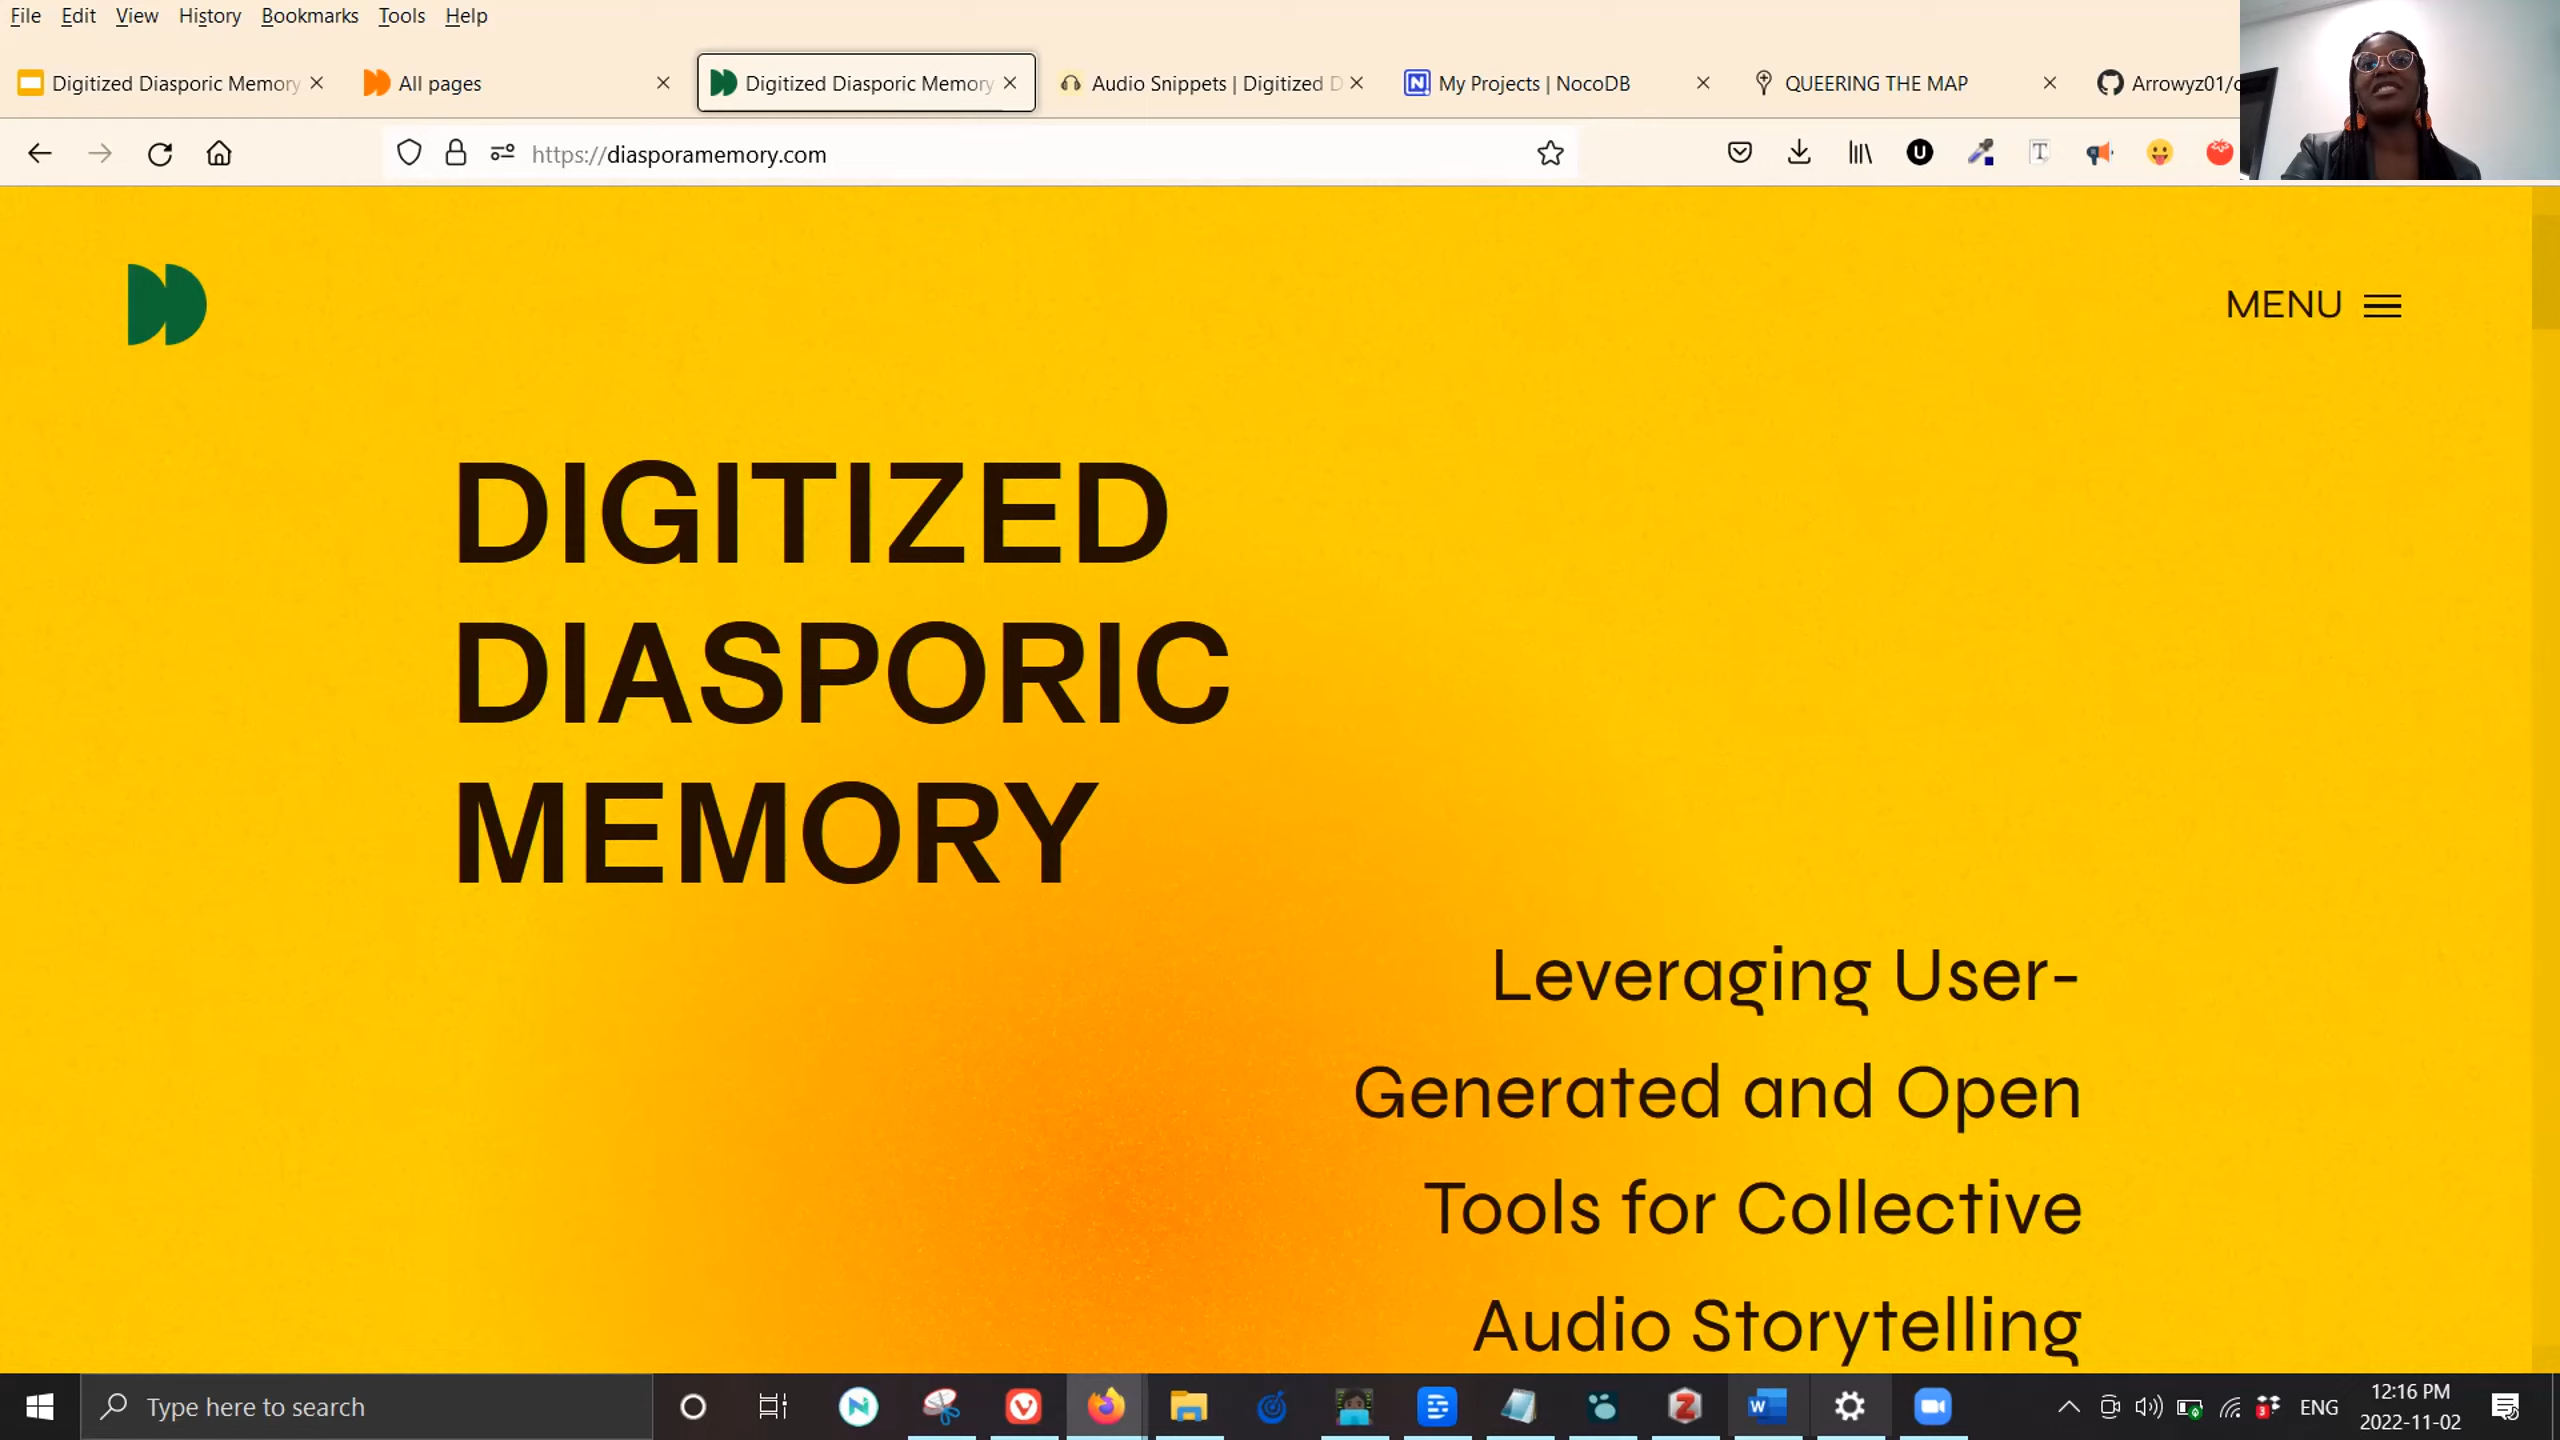 File Edit View History Bookmarks Tools Help
Digitized Diasporic Memory
All pages
Digitized Diasporic Memory
Audio Snippets | Digitized D
My Projects | NocoDB
QUEERING THE MAP
Arrowyz01/
https://diasporamemory.com
MENU
DIGITIZED
DIASPORIC
MEMORY
Leveraging User-
Generated and Open
Tools for Collective
Audio Storytelling
Type here to search
ENG
12:16 PM
2022-11-02